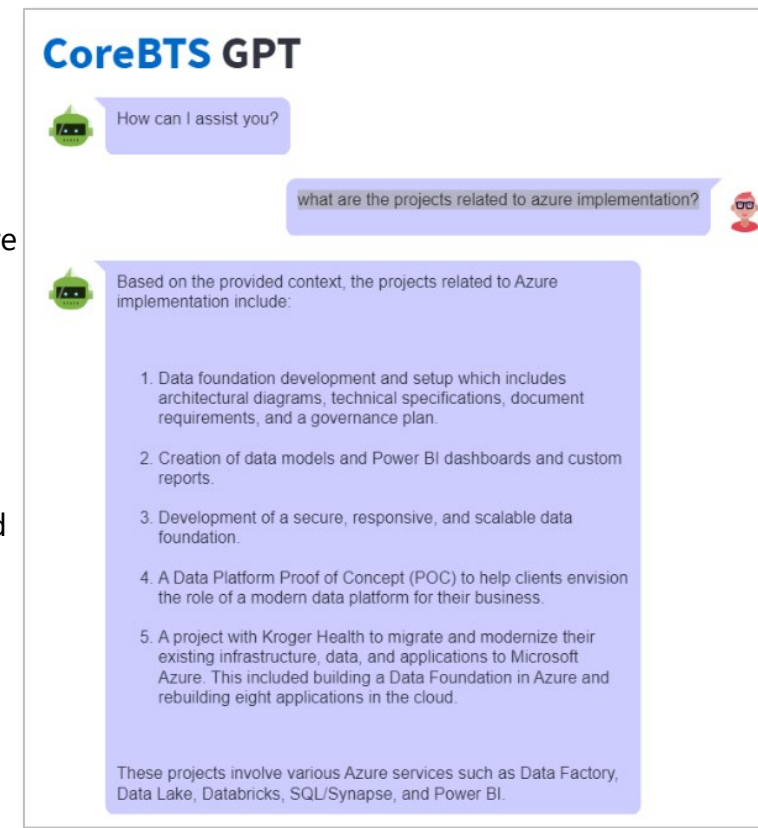 CoreBTS GPT
How can I assist you?
what are the projects related to azure implementation?
Based on the provided context, the projects related to Azure
implementation include:
1. Data foundation development and setup which includes
architectural diagrams, technical specifications, document
requirements, and a governance plan.
2. Creation of data models and Power BI dashboards and custom
reports.
3. Development of a secure, responsive, and scalable data
foundation.
4. A Data Platform Proof of Concept (POC) to help clients envision
the role of a modern data platform for their business.
5. A project with Kroger Health to migrate and modernize their
existing infrastructure, data, and applications to Microsoft
Azure. This included building a Data Foundation in Azure and
rebuilding eight applications in the cloud.
These projects involve various Azure services such as Data Factory,
Data Lake, Databricks, SQL/Synapse, and Power BI.